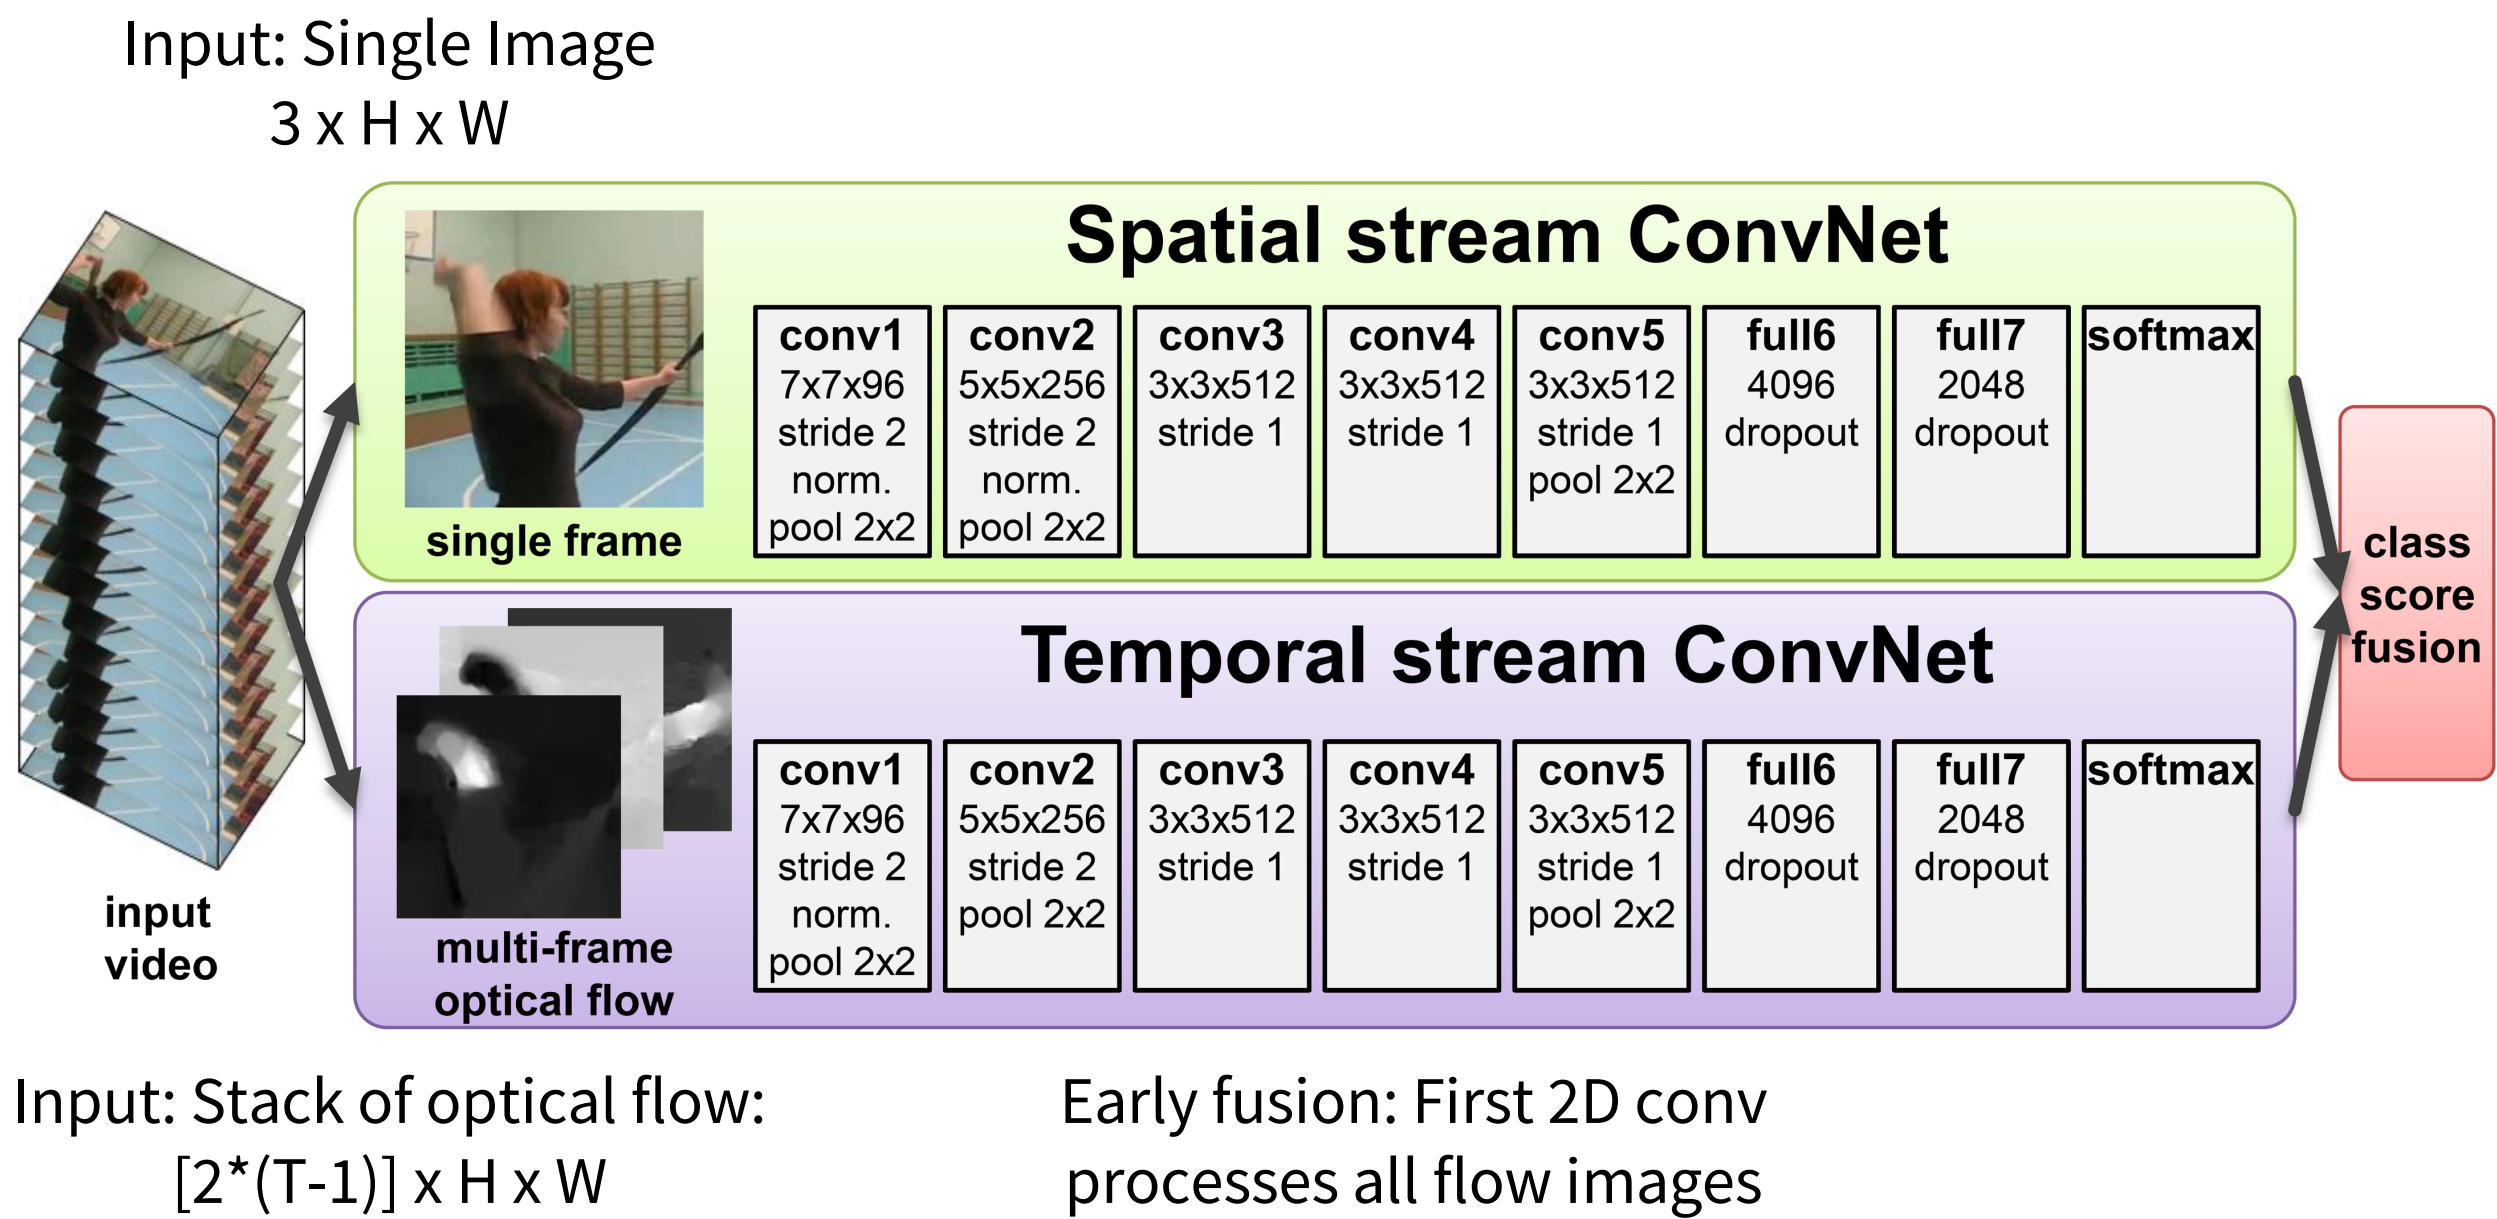 Input: Single Image
3 x H x W
Spatial stream ConvNet
single frame
conv1
7x7x96
stride 2
norm.
pool 2x2
conv2
5x5x256
stride 2
norm.
pool 2x2
conv3
3x3x512
stride 1
conv4
3x3x512
stride 1
conv5
3x3x512
stride 1
pool 2x2
full6
4096
dropout
full7
2048
dropout
softmax
input
video
Temporal stream ConvNet
multi-frame
optical flow
conv1
7x7x96
stride 2
norm.
pool 2x2
conv2
5x5x256
stride 2
pool 2x2
conv3
3x3x512
stride 1
conv4
3x3x512
stride 1
conv5
3x3x512
stride 1
pool 2x2
full6
4096
dropout
full7
2048
dropout
softmax
class
score
fusion
Input: Stack of optical flow:
[2*(T-1)] x H x W
Early fusion: First 2D conv
processes all flow images